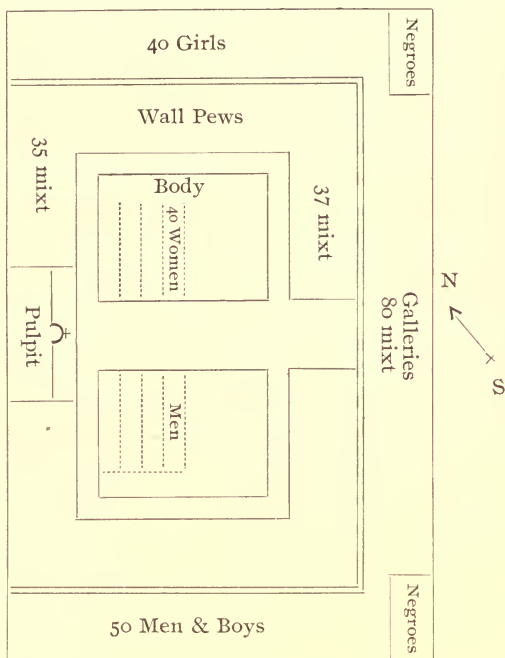 40 Girls
Negroes
Wall Pews
35 mixt
Body
40 Women
37 mixt
N
S
Galleries
80 mixt
Pulpit
Men
50 Men & Boys
Negroes